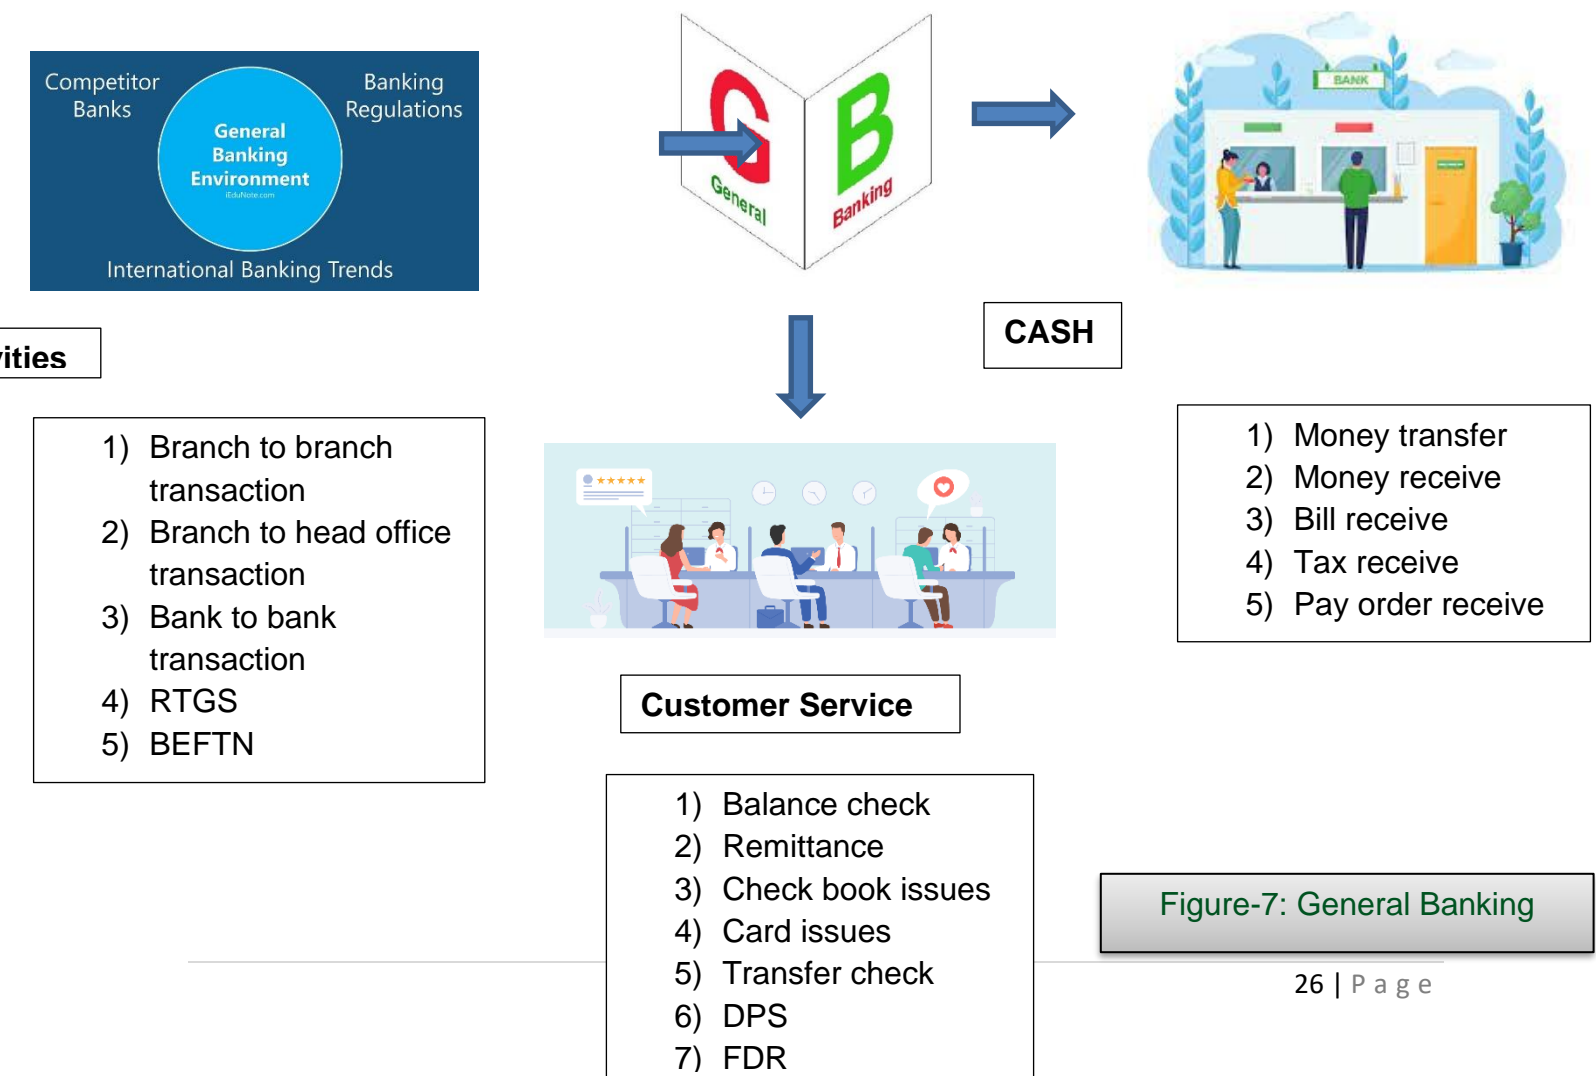 Competitor
Banks
Banking
Regulations
General
Banking
Environment
iEduNote.com
International Banking Trends
G
General
B
Banking
BANK
CASH
1) Branch to branch
transaction
2) Branch to head office
transaction
3) Bank to bank
transaction
4) RTGS
5) BEFTN
Customer Service
1) Balance check
2) Remittance
3) Check book issues
4) Card issues
5) Transfer check
6) DPS
7) FDR
1) Money transfer
2) Money receive
3) Bill receive
4) Tax receive
5) Pay order receive
Figure-7: General Banking
26 | P a g e